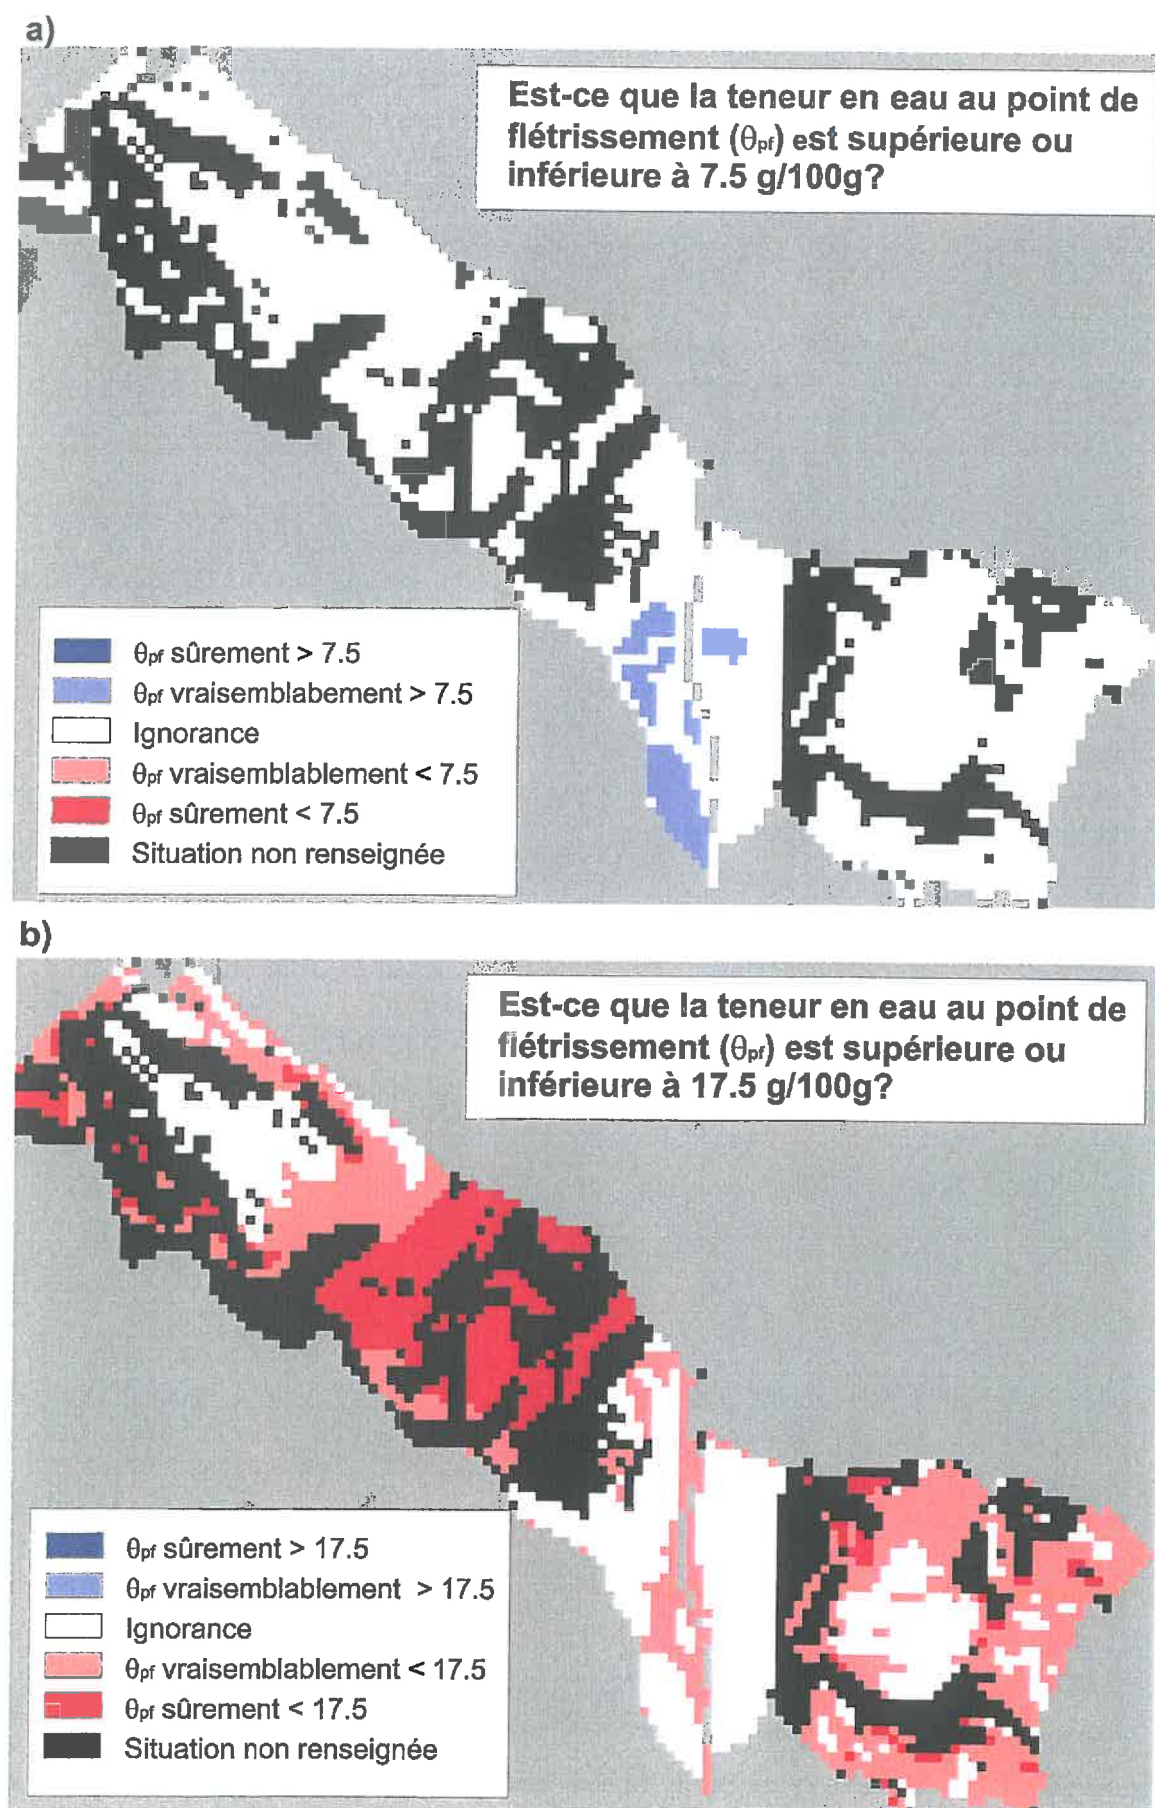 a)
Est-ce que la teneur en eau au point de
flétrissement (θpf) est supérieure ou
inférieure à 7.5 g/100g?
θpf sûrement > 7.5
θpf vraisemblabement > 7.5
Ignorance
θpf vraisemblablement < 7.5
θpf sûrement < 7.5
Situation non renseignée
b)
Est-ce que la teneur en eau au point de
flétrissement (θpf) est supérieure ou
inférieure à 17.5 g/100g?
θpf sûrement > 17.5
θpf vraisemblablement > 17.5
Ignorance
θpf vraisemblablement < 17.5
θpf sûrement < 17.5
Situation non renseignée